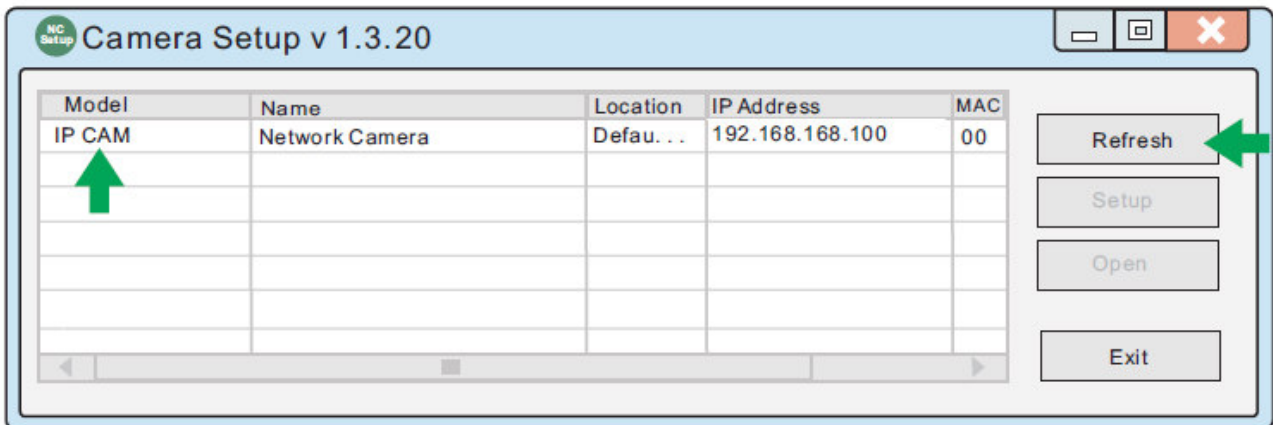 NC Setup Camera Setup v 1.3.20
Model Name Location IP Address MAC
IP CAM Network Camera Defau... 192.168.168.100 00
Refresh
Setup
Open
Exit